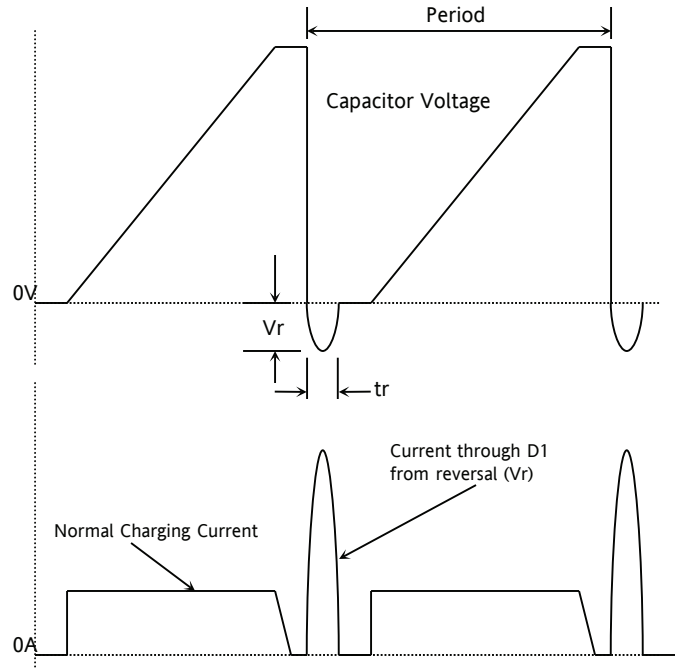 Period
Capacitor Voltage
0V
Vr
tr
Current through D1
from reversal (Vr)
Normal Charging Current
0A